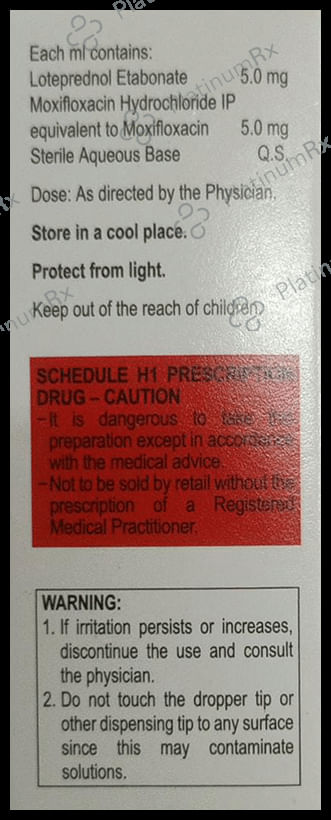 Each ml contains:
Loteprednol Etabonate 5.0 mg
Moxifloxacin Hydrochloride IP
equivalent to Moxifloxacin 5.0 mg
Sterile Aqueous Base Q.S.
Dose: As directed by the Physician.
Store in a cool place.
Protect from light.
Keep out of the reach of children
SCHEDULE H1 PRESCRIPTION
DRUG – CAUTION
–It is dangerous to take this
preparation except in accordance
with the medical advice.
–Not to be sold by retail without the
prescription of a Registered
Medical Practitioner.
WARNING:
1. If irritation persists or increases,
discontinue the use and consult
the physician.
2. Do not touch the dropper tip or
other dispensing tip to any surface
since this may contaminate
solutions.
PlatinumRx